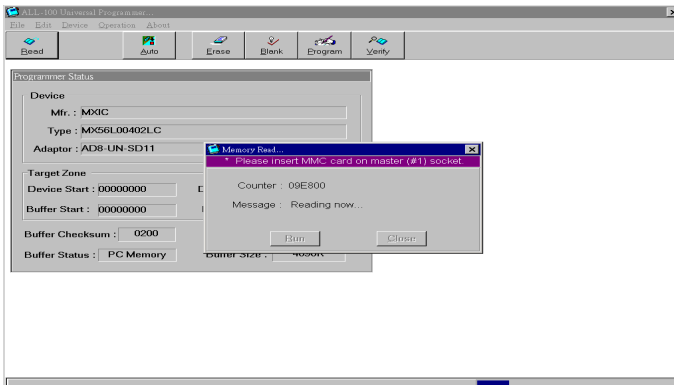 ALL-100 Universal Programmer...
File Edit Device Operation About
Read Auto Erase Blank Program Verify
Programmer Status
Device
Mfr. : MXIC
Type : MX56L00402LC
Adaptor : AD8-UN-SD11
Target Zone
Device Start : 00000000
Buffer Start : 00000000
Buffer Checksum : 0200
Buffer Status : PC Memory Buffer Size :
Memory Read...
* Please insert MMC card on master (#1) socket.
Counter : 09E800
Message : Reading now...
Run Close